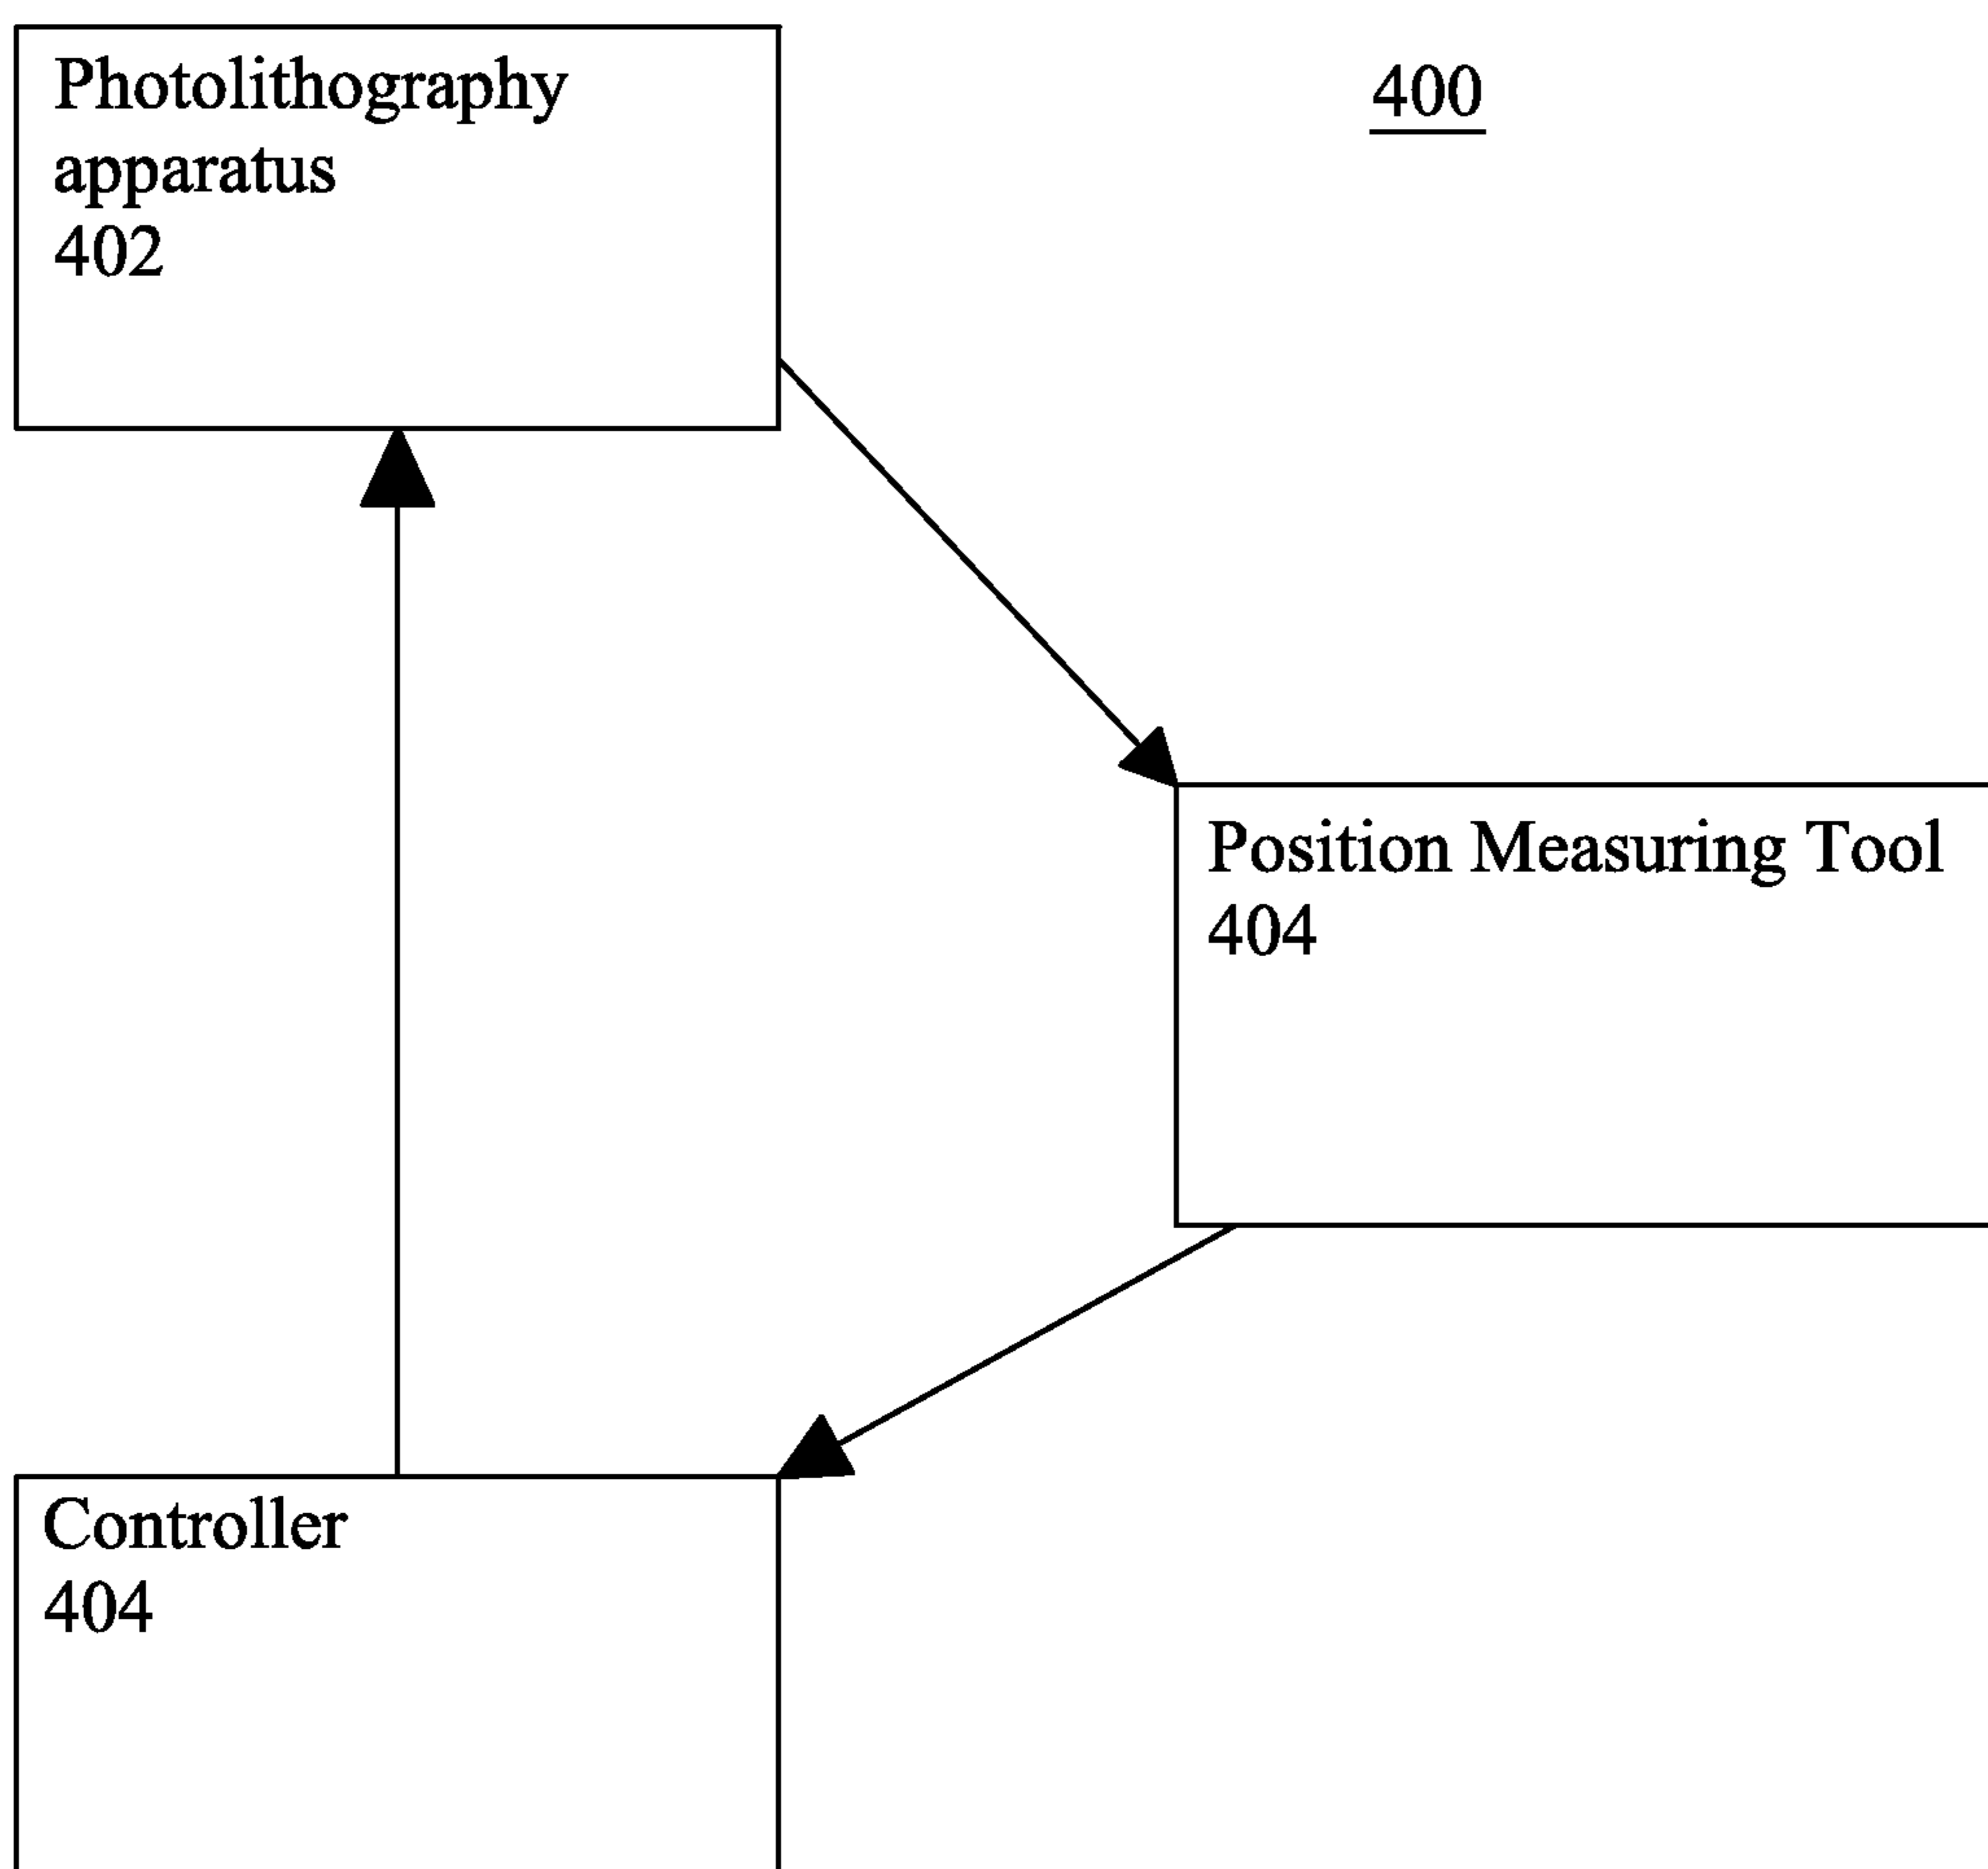 Photolithography
apparatus
402
400
Position Measuring Tool
404
Controller
404